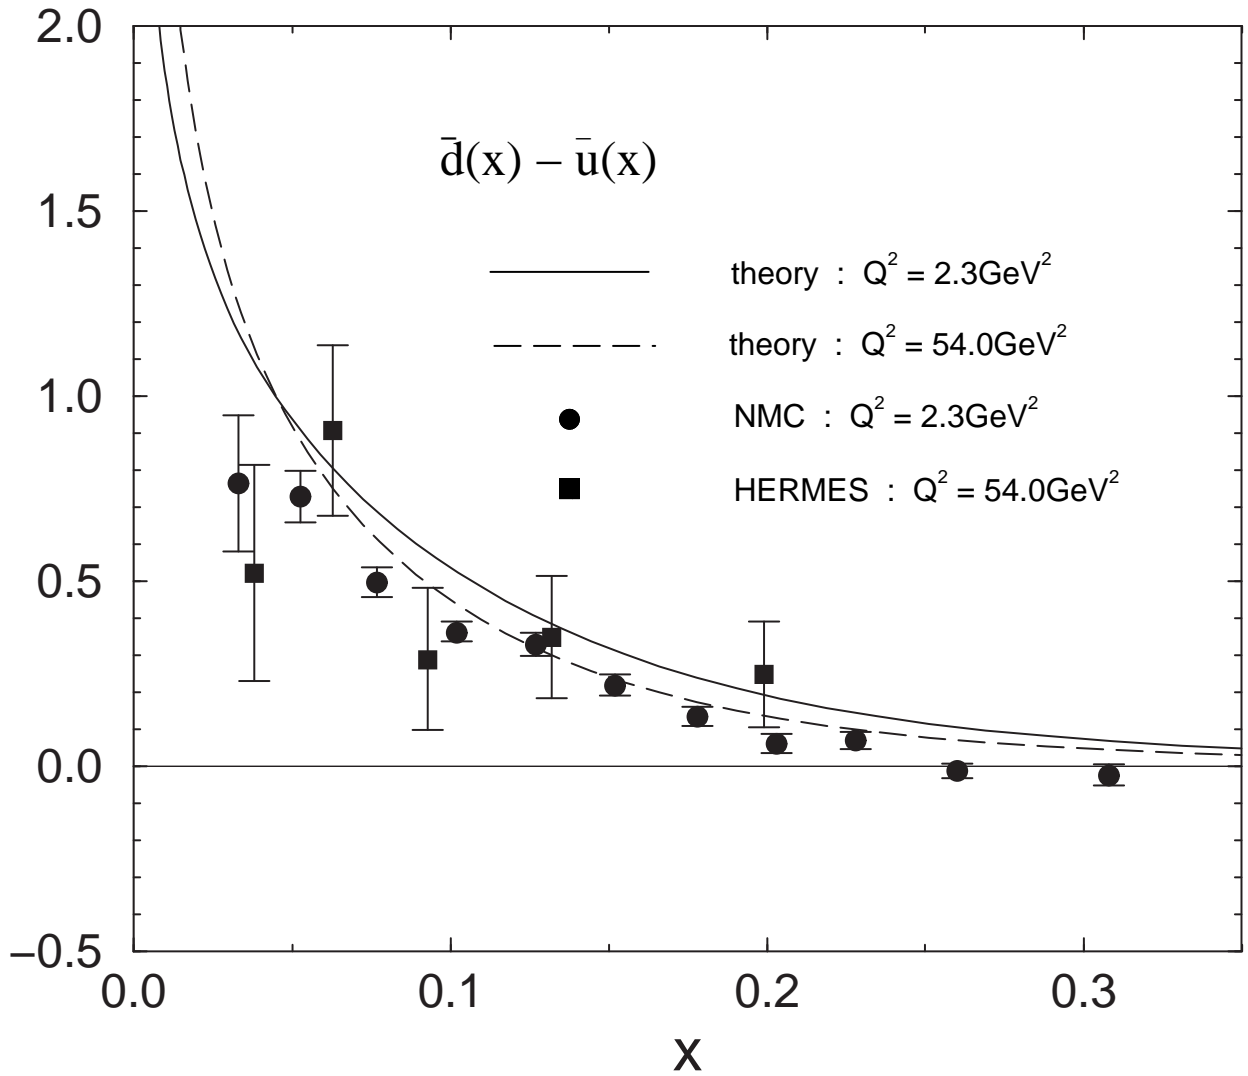 2.0
d̄(x) – ū(x)
1.5
theory : Q² = 2.3GeV²
theory : Q² = 54.0GeV²
1.0
NMC : Q² = 2.3GeV²
HERMES : Q² = 54.0GeV²
0.5
0.0
–0.5
0.0 0.1 0.2 0.3
x